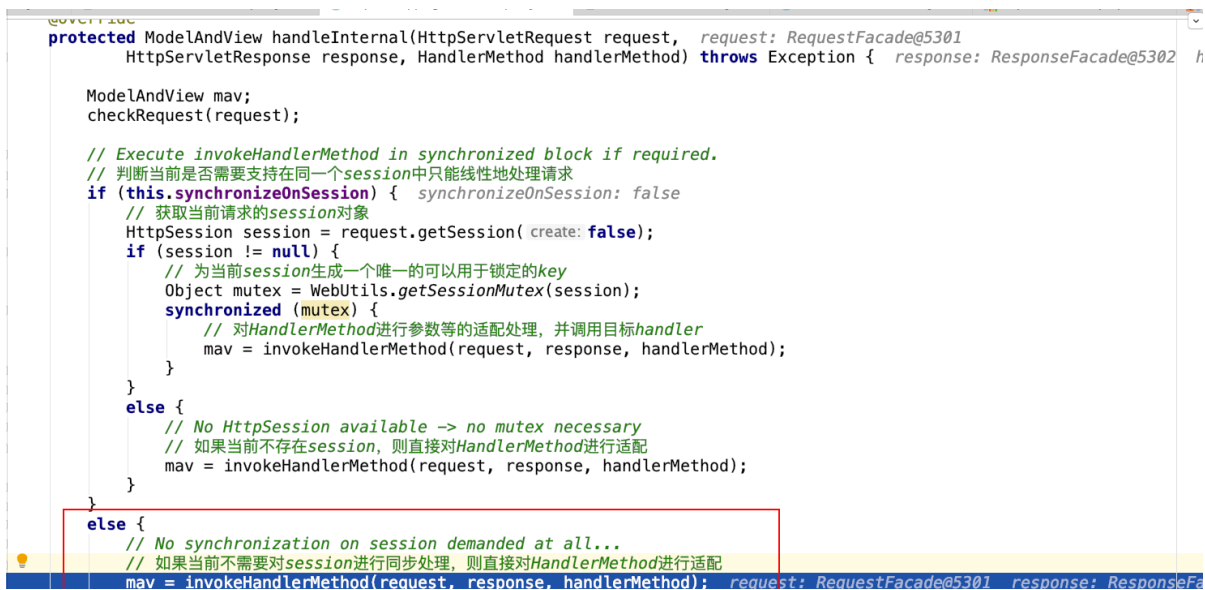 @Override
protected ModelAndView handleInternal(HttpServletRequest request,  request: RequestFacade@5301
        HttpServletResponse response, HandlerMethod handlerMethod) throws Exception {  response: ResponseFacade@5302  h

    ModelAndView mav;
    checkRequest(request);

    // Execute invokeHandlerMethod in synchronized block if required.
    // 判断当前是否需要支持在同一个session中只能线性地处理请求
    if (this.synchronizeOnSession) {  synchronizeOnSession: false
        // 获取当前请求的session对象
        HttpSession session = request.getSession( create: false);
        if (session != null) {
            // 为当前session生成一个唯一的可以用于锁定的key
            Object mutex = WebUtils.getSessionMutex(session);
            synchronized (mutex) {
                // 对HandlerMethod进行参数等的适配处理，并调用目标handler
                mav = invokeHandlerMethod(request, response, handlerMethod);
            }
        }
        else {
            // No HttpSession available -> no mutex necessary
            // 如果当前不存在session，则直接对HandlerMethod进行适配
            mav = invokeHandlerMethod(request, response, handlerMethod);
        }
    }
    else {
        // No synchronization on session demanded at all...
        // 如果当前不需要对session进行同步处理，则直接对HandlerMethod进行适配
        mav = invokeHandlerMethod(request, response, handlerMethod);  request: RequestFacade@5301  response: ResponseFa